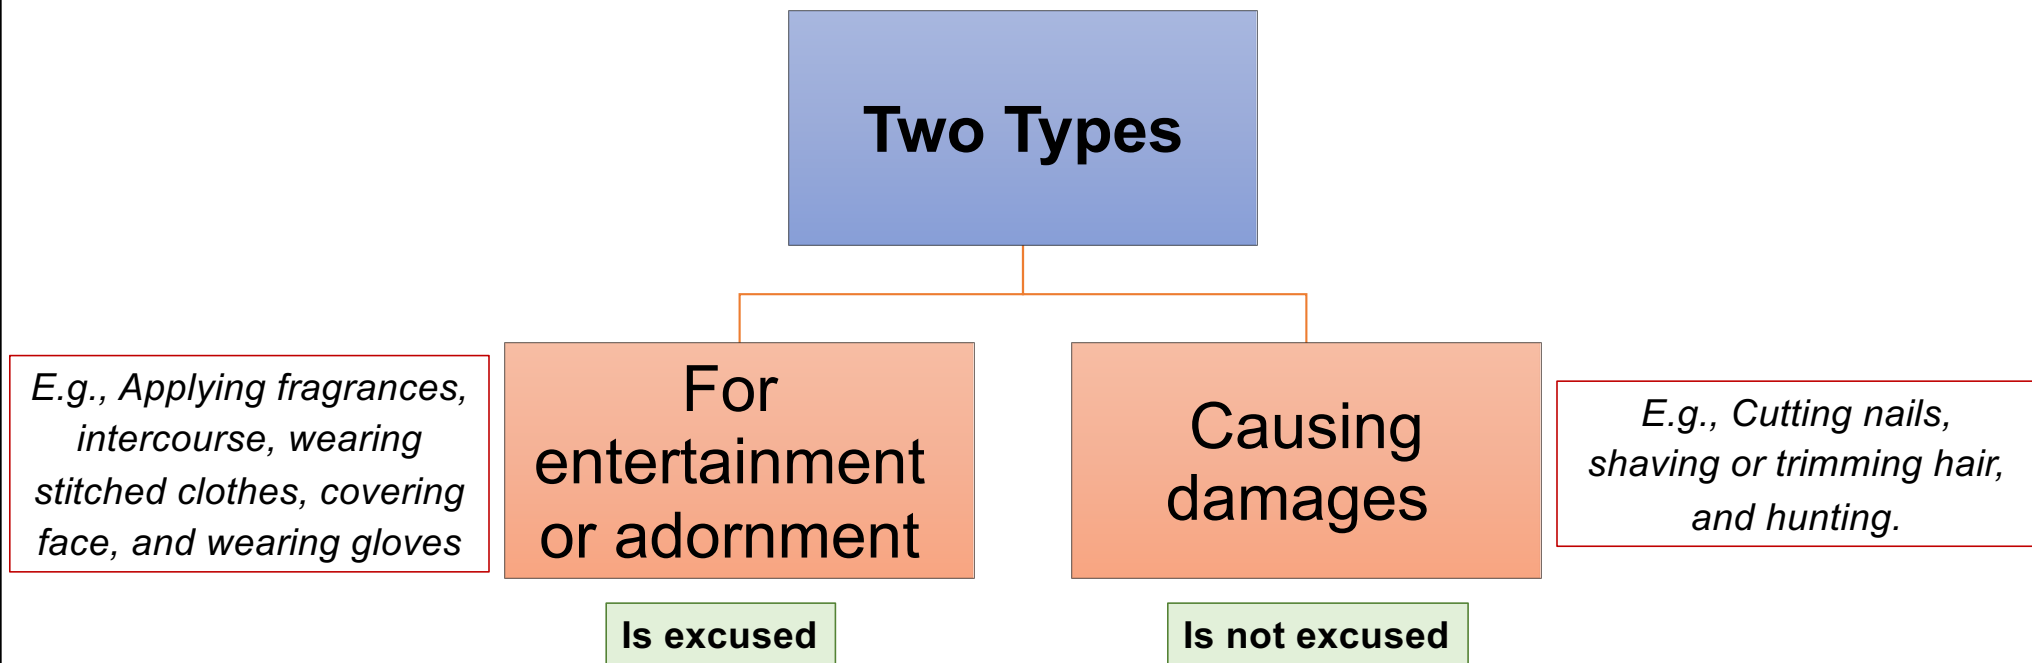 Two Types
E.g., Applying fragrances,
intercourse, wearing
stitched clothes, covering
face, and wearing gloves
For
entertainment
or adornment
Is excused
Causing
damages
E.g., Cutting nails,
shaving or trimming hair,
and hunting.
Is not excused